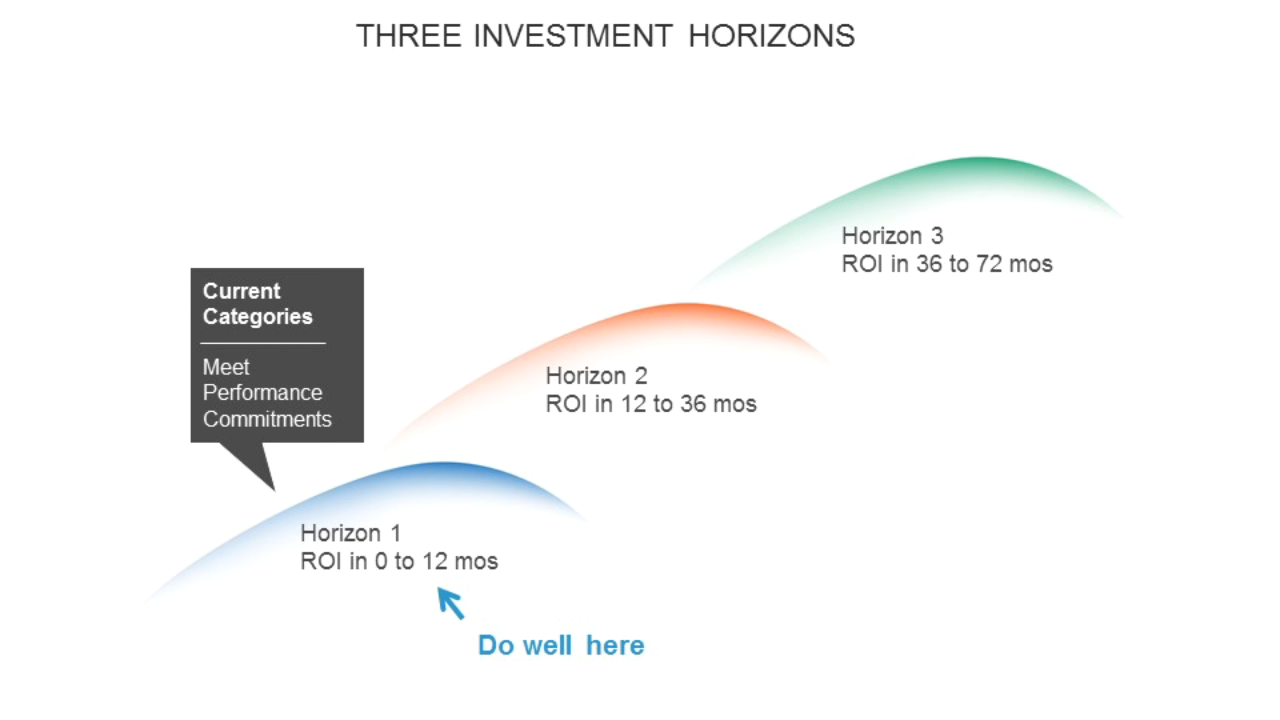 THREE INVESTMENT HORIZONS
Horizon 3
ROI in 36 to 72 mos
Current
Categories
Meet
Performance
Commitments
Horizon 2
ROI in 12 to 36 mos
Horizon 1
ROI in 0 to 12 mos
Do well here